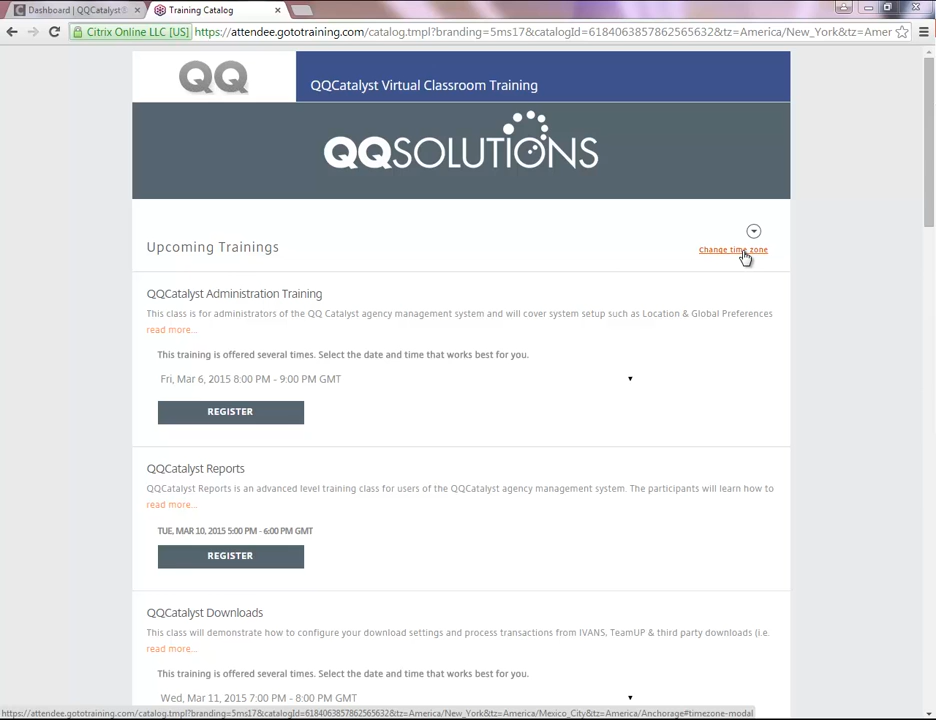 Dashboard | QQCatalyst®
Training Catalog
Citrix Online LLC [US]
https://attendee.gototraining.com/catalog.tmpl?branding=5ms17&catalogId=6184063857862565632&tz=America/New_York&tz=Amer
QQ
QQCatalyst Virtual Classroom Training
QQSOLUTIONS
Upcoming Trainings
Change time zone
QQCatalyst Administration Training
This class is for administrators of the QQ Catalyst agency management system and will cover system setup such as Location & Global Preferences
read more...
This training is offered several times. Select the date and time that works best for you.
Fri, Mar 6, 2015 8:00 PM - 9:00 PM GMT
REGISTER
QQCatalyst Reports
QQCatalyst Reports is an advanced level training class for users of the QQCatalyst agency management system. The participants will learn how to
read more...
TUE, MAR 10, 2015 5:00 PM - 6:00 PM GMT
REGISTER
QQCatalyst Downloads
This class will demonstrate how to configure your download settings and process transactions from IVANS, TeamUP & third party downloads (i.e.
read more...
This training is offered several times. Select the date and time that works best for you.
Wed, Mar 11, 2015 7:00 PM - 8:00 PM GMT
https://attendee.gototraining.com/catalog.tmpl?branding=5ms17&catalogId=6184063857862565632&tz=America/New_York&tz=America/Mexico_City&tz=America/Anchorage#timezone-modal